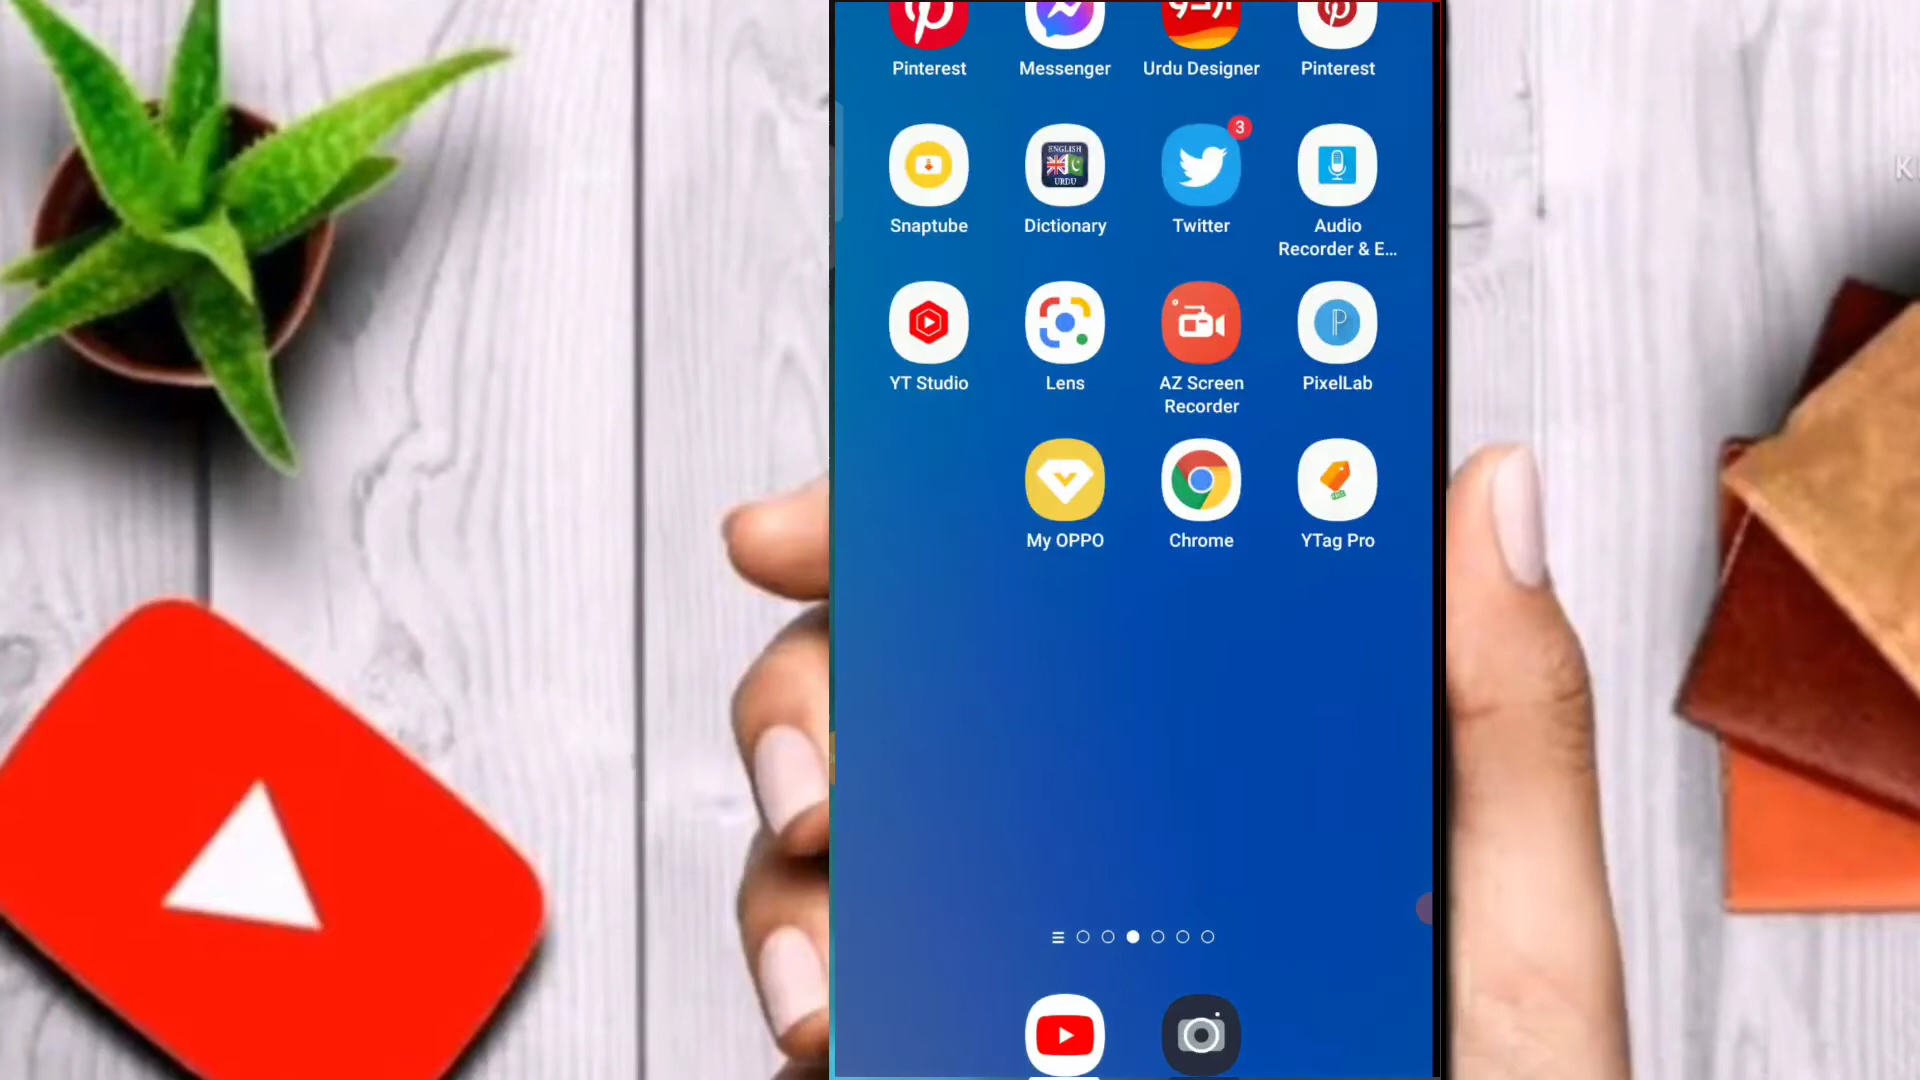 Pinterest Messenger Urdu Designer Pinterest
3
ENGLISH
URDU
Snaptube Dictionary Twitter Audio
Recorder & E...
YT Studio Lens AZ Screen PixelLab
Recorder
My OPPO Chrome YTag Pro